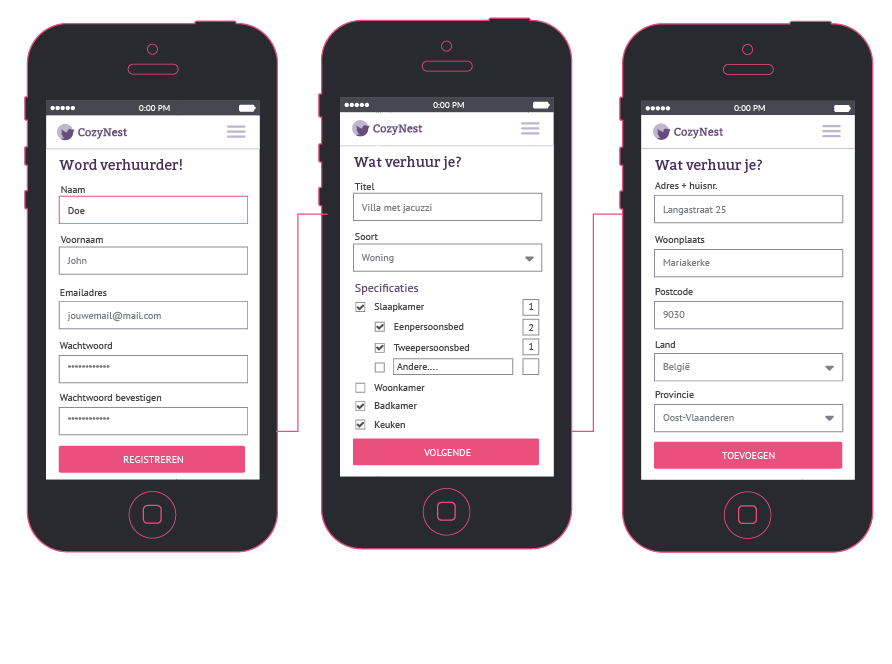 0:00 PM
CozyNest
Word verhuurder!
Naam
Doe
Voornaam
John
Emailadres
jouwemail@mail.com
Wachtwoord
************
Wachtwoord bevestigen
************
REGISTREREN
0:00 PM
CozyNest
Wat verhuur je?
Titel
Villa met jacuzzi
Soort
Woning
Specificaties
Slaapkamer 1
Eenpersoonsbed 2
Tweepersoonsbed 1
Andere....
Woonkamer
Badkamer
Keuken
VOLGENDE
0:00 PM
CozyNest
Wat verhuur je?
Adres + huisnr.
Langastraat 25
Woonplaats
Mariakerke
Postcode
9030
Land
België
Provincie
Oost-Vlaanderen
TOEVOEGEN